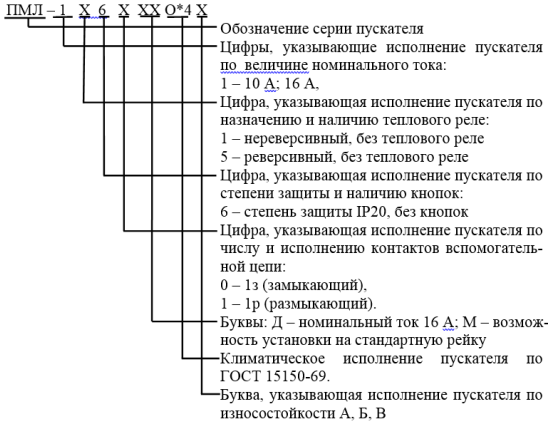 ПМЛ – 1 Х 6 Х ХХ О*4 Х
Обозначение серии пускателя
Цифры, указывающие исполнение пускателя
по величине номинального тока:
1 – 10 А; 16 А,
Цифра, указывающая исполнение пускателя по
назначению и наличию теплового реле:
1 – нереверсивный, без теплового реле
5 – реверсивный, без теплового реле
Цифра, указывающая исполнение пускателя по
степени защиты и наличию кнопок:
6 – степень защиты IP20, без кнопок
Цифра, указывающая исполнение пускателя по
числу и исполнению контактов вспомогатель-
ной цепи:
0 – 1з (замыкающий),
1 – 1р (размыкающий).
Буквы: Д – номинальный ток 16 А; М – возмож-
ность установки на стандартную рейку
Климатическое исполнение пускателя по
ГОСТ 15150-69.
Буква, указывающая исполнение пускателя по
износостойкости А, Б, В